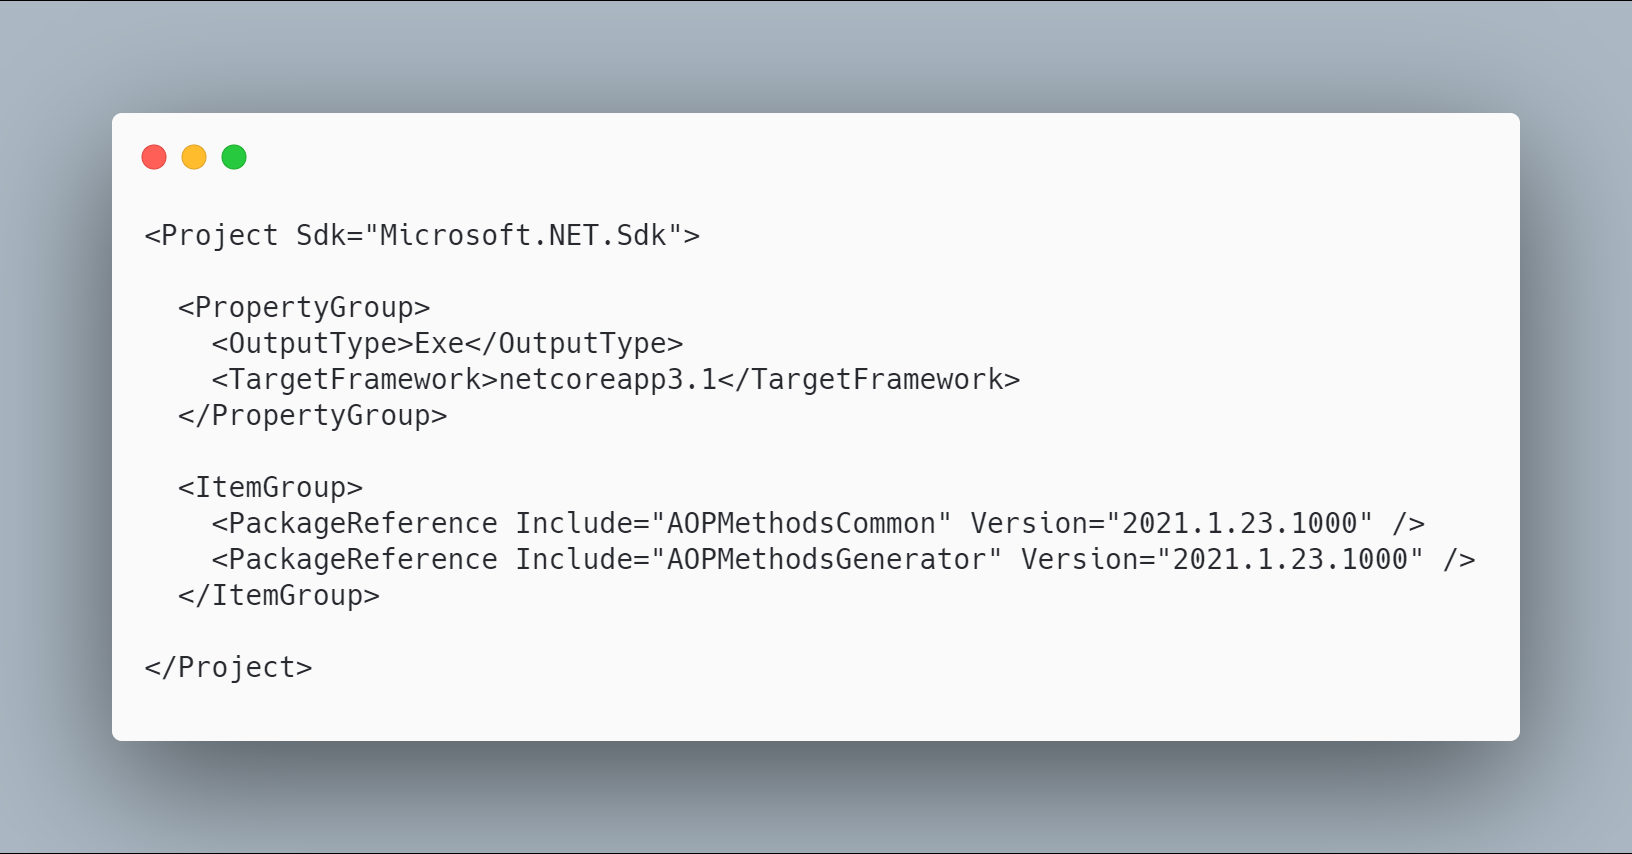 <Project Sdk="Microsoft.NET.Sdk">
  <PropertyGroup>
    <OutputType>Exe</OutputType>
    <TargetFramework>netcoreapp3.1</TargetFramework>
  </PropertyGroup>
  <ItemGroup>
    <PackageReference Include="AOPMethodsCommon" Version="2021.1.23.1000" />
    <PackageReference Include="AOPMethodsGenerator" Version="2021.1.23.1000" />
  </ItemGroup>
</Project>